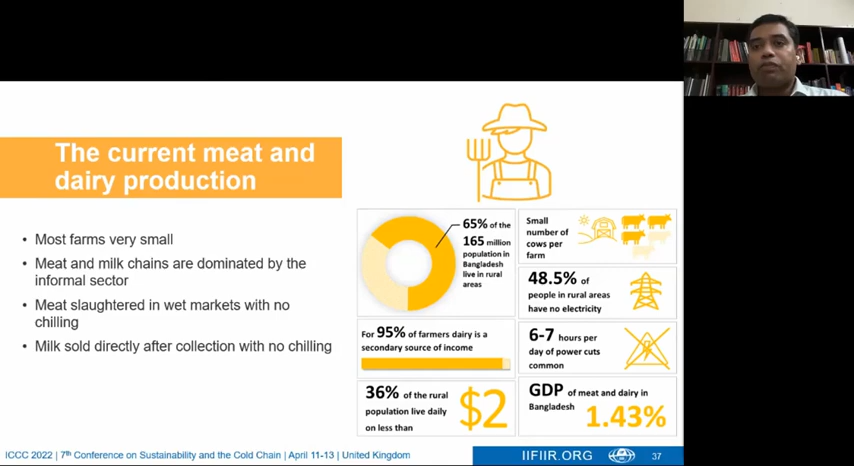 The current meat and
dairy production
• Most farms very small
• Meat and milk chains are dominated by the
informal sector
• Meat slaughtered in wet markets with no
chilling
• Milk sold directly after collection with no chilling
65% of the
165 million
population in
Bangladesh
live in rural
areas
Small
number of
cows per
farm
48.5% of
people in rural areas
have no electricity
For 95% of farmers dairy is a
secondary source of income
6-7 hours per
day of power cuts
common
36% of the rural
population live daily
on less than
$2
GDP of meat and dairy in
Bangladesh
1.43%
ICCC 2022 | 7th Conference on Sustainability and the Cold Chain | April 11-13 | United Kingdom
IIFIIR.ORG
37